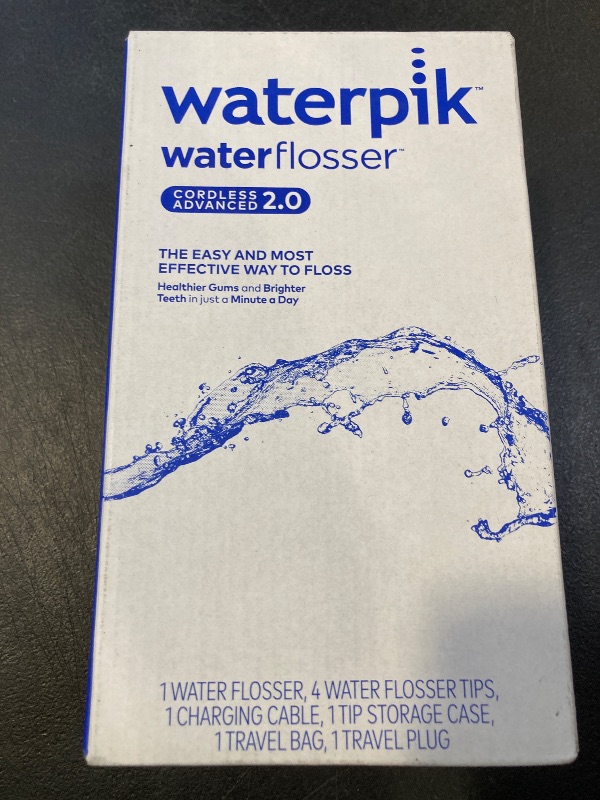 waterpik™
waterflosser™
CORDLESS
ADVANCED 2.0
THE EASY AND MOST
EFFECTIVE WAY TO FLOSS
Healthier Gums and Brighter
Teeth in just a Minute a Day
1 WATER FLOSSER, 4 WATER FLOSSER TIPS,
1 CHARGING CABLE, 1 TIP STORAGE CASE,
1 TRAVEL BAG, 1 TRAVEL PLUG